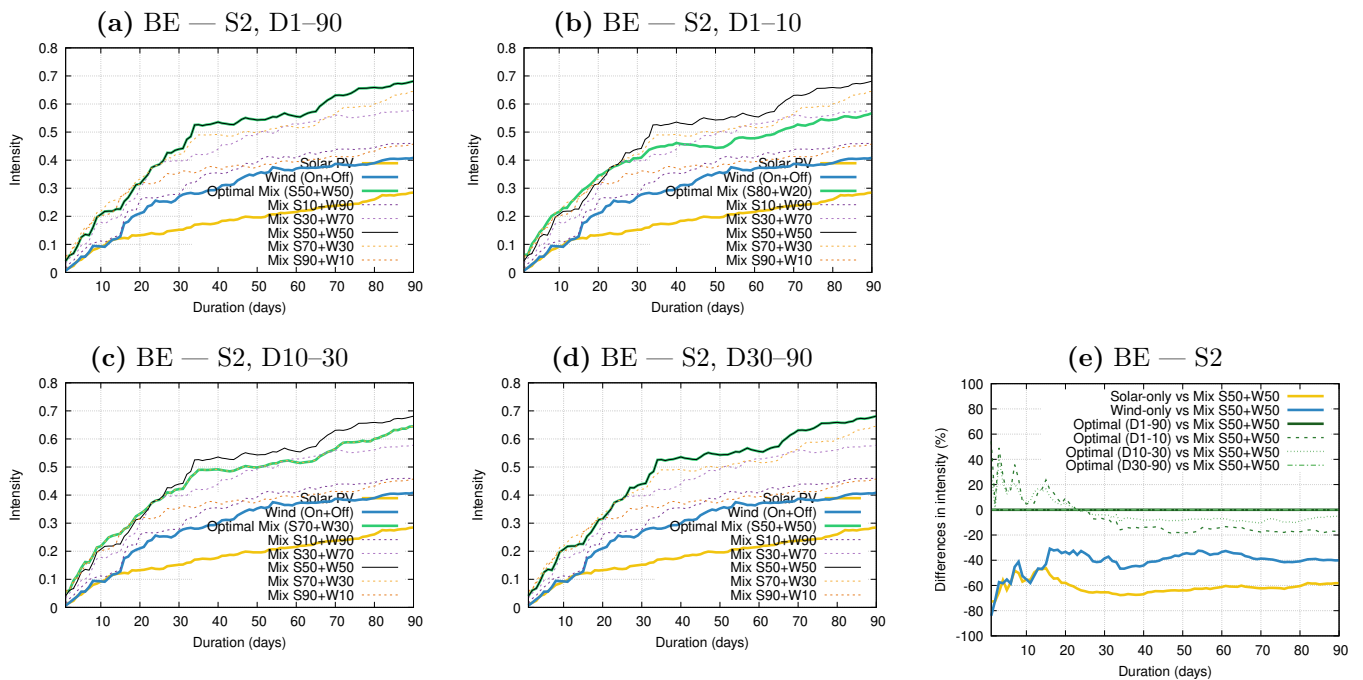 (a) BE — S2, D1–90
0.8
0.7
0.6
0.5
0.4
0.3
0.2
0.1
0
10 20 30 40 50 60 70 80 90
Intensity
Duration (days)
Solar PV
Wind (On+Off)
Optimal Mix (S50+W50)
Mix S10+W90
Mix S30+W70
Mix S50+W50
Mix S70+W30
Mix S90+W10
(b) BE — S2, D1–10
0.8
0.7
0.6
0.5
0.4
0.3
0.2
0.1
0
10 20 30 40 50 60 70 80 90
Intensity
Duration (days)
Solar PV
Wind (On+Off)
Optimal Mix (S80+W20)
Mix S10+W90
Mix S30+W70
Mix S50+W50
Mix S70+W30
Mix S90+W10
(c) BE — S2, D10–30
0.8
0.7
0.6
0.5
0.4
0.3
0.2
0.1
0
10 20 30 40 50 60 70 80 90
Intensity
Duration (days)
Solar PV
Wind (On+Off)
Optimal Mix (S70+W30)
Mix S10+W90
Mix S30+W70
Mix S50+W50
Mix S70+W30
Mix S90+W10
(d) BE — S2, D30–90
0.8
0.7
0.6
0.5
0.4
0.3
0.2
0.1
0
10 20 30 40 50 60 70 80 90
Intensity
Duration (days)
Solar PV
Wind (On+Off)
Optimal Mix (S50+W50)
Mix S10+W90
Mix S30+W70
Mix S50+W50
Mix S70+W30
Mix S90+W10
(e) BE — S2
100
80
60
40
20
0
-20
-40
-60
-80
-100
10 20 30 40 50 60 70 80 90
Differences in intensity (%)
Duration (days)
Solar-only vs Mix S50+W50
Wind-only vs Mix S50+W50
Optimal (D1-90) vs Mix S50+W50
Optimal (D1-10) vs Mix S50+W50
Optimal (D10-30) vs Mix S50+W50
Optimal (D30-90) vs Mix S50+W50